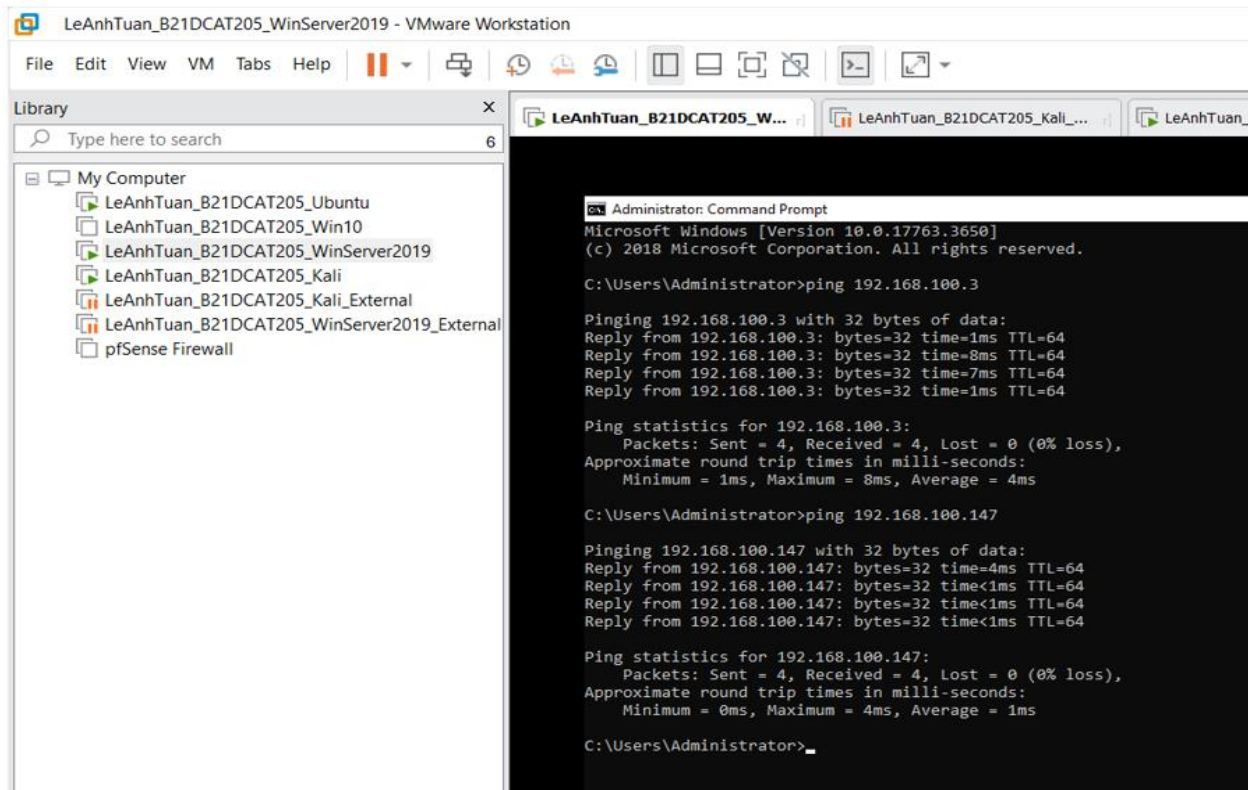 LeAnhTuan_B21DCAT205_WinServer2019 - VMware Workstation
File Edit View VM Tabs Help
Library X
Type here to search 6
My Computer
LeAnhTuan_B21DCAT205_Ubuntu
LeAnhTuan_B21DCAT205_Win10
LeAnhTuan_B21DCAT205_WinServer2019
LeAnhTuan_B21DCAT205_Kali
LeAnhTuan_B21DCAT205_Kali_External
LeAnhTuan_B21DCAT205_WinServer2019_External
pfSense Firewall
LeAnhTuan_B21DCAT205_W... LeAnhTuan_B21DCAT205_Kali_... LeAnhTuan_
Administrator: Command Prompt
Microsoft Windows [Version 10.0.17763.3650]
(c) 2018 Microsoft Corporation. All rights reserved.
C:\Users\Administrator>ping 192.168.100.3
Pinging 192.168.100.3 with 32 bytes of data:
Reply from 192.168.100.3: bytes=32 time=1ms TTL=64
Reply from 192.168.100.3: bytes=32 time=8ms TTL=64
Reply from 192.168.100.3: bytes=32 time=7ms TTL=64
Reply from 192.168.100.3: bytes=32 time=1ms TTL=64
Ping statistics for 192.168.100.3:
Packets: Sent = 4, Received = 4, Lost = 0 (0% loss),
Approximate round trip times in milli-seconds:
Minimum = 1ms, Maximum = 8ms, Average = 4ms
C:\Users\Administrator>ping 192.168.100.147
Pinging 192.168.100.147 with 32 bytes of data:
Reply from 192.168.100.147: bytes=32 time=4ms TTL=64
Reply from 192.168.100.147: bytes=32 time<1ms TTL=64
Reply from 192.168.100.147: bytes=32 time<1ms TTL=64
Reply from 192.168.100.147: bytes=32 time<1ms TTL=64
Ping statistics for 192.168.100.147:
Packets: Sent = 4, Received = 4, Lost = 0 (0% loss),
Approximate round trip times in milli-seconds:
Minimum = 0ms, Maximum = 4ms, Average = 1ms
C:\Users\Administrator>